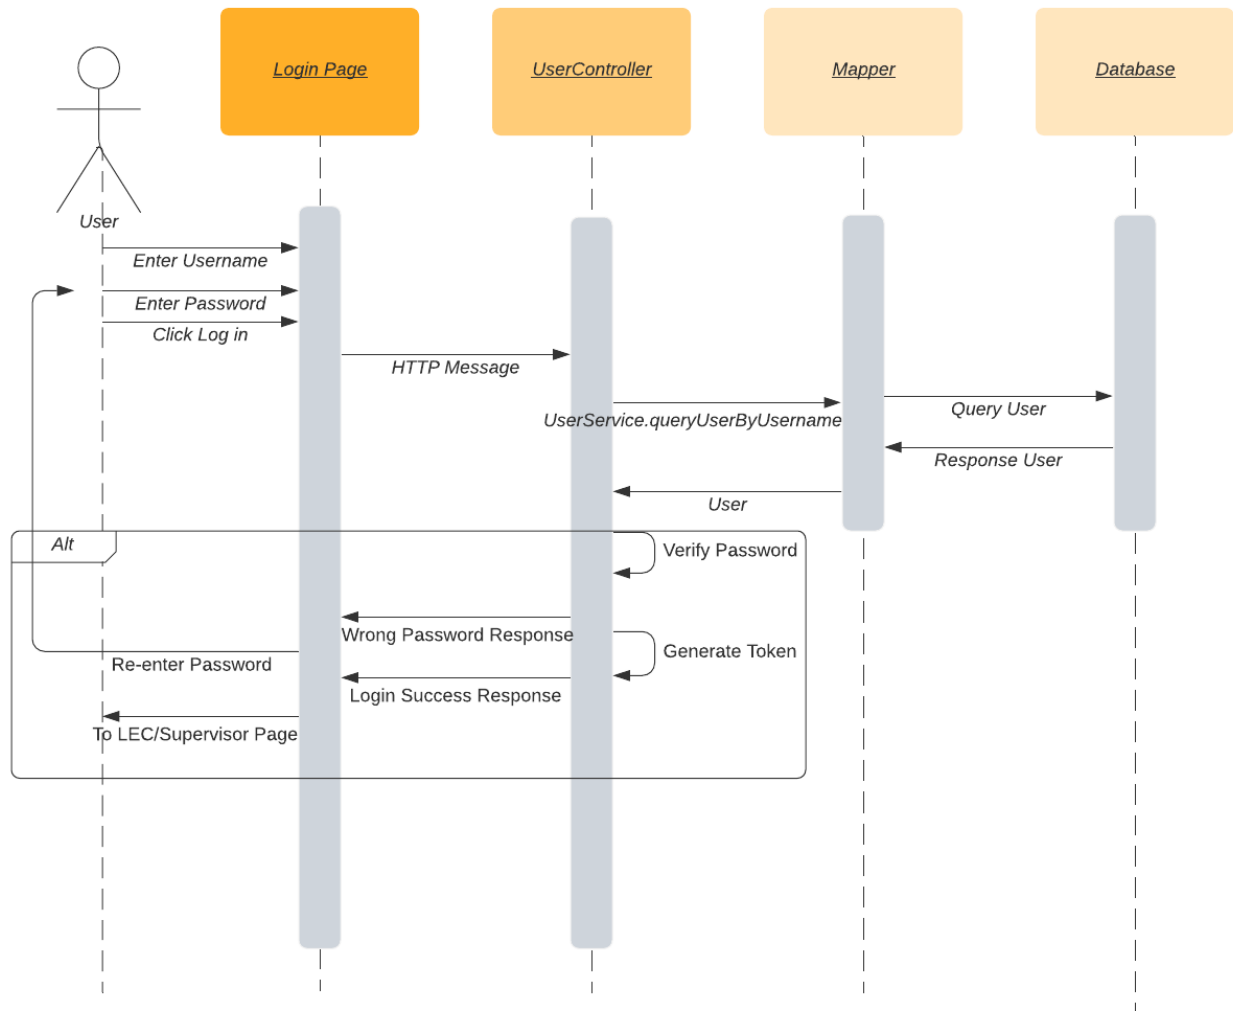 Login Page
UserController
Mapper
Database
User
Enter Username
Enter Password
Click Log in
HTTP Message
UserService.queryUserByUsername
Query User
Response User
User
Alt
Verify Password
Wrong Password Response
Generate Token
Re-enter Password
Login Success Response
To LEC/Supervisor Page